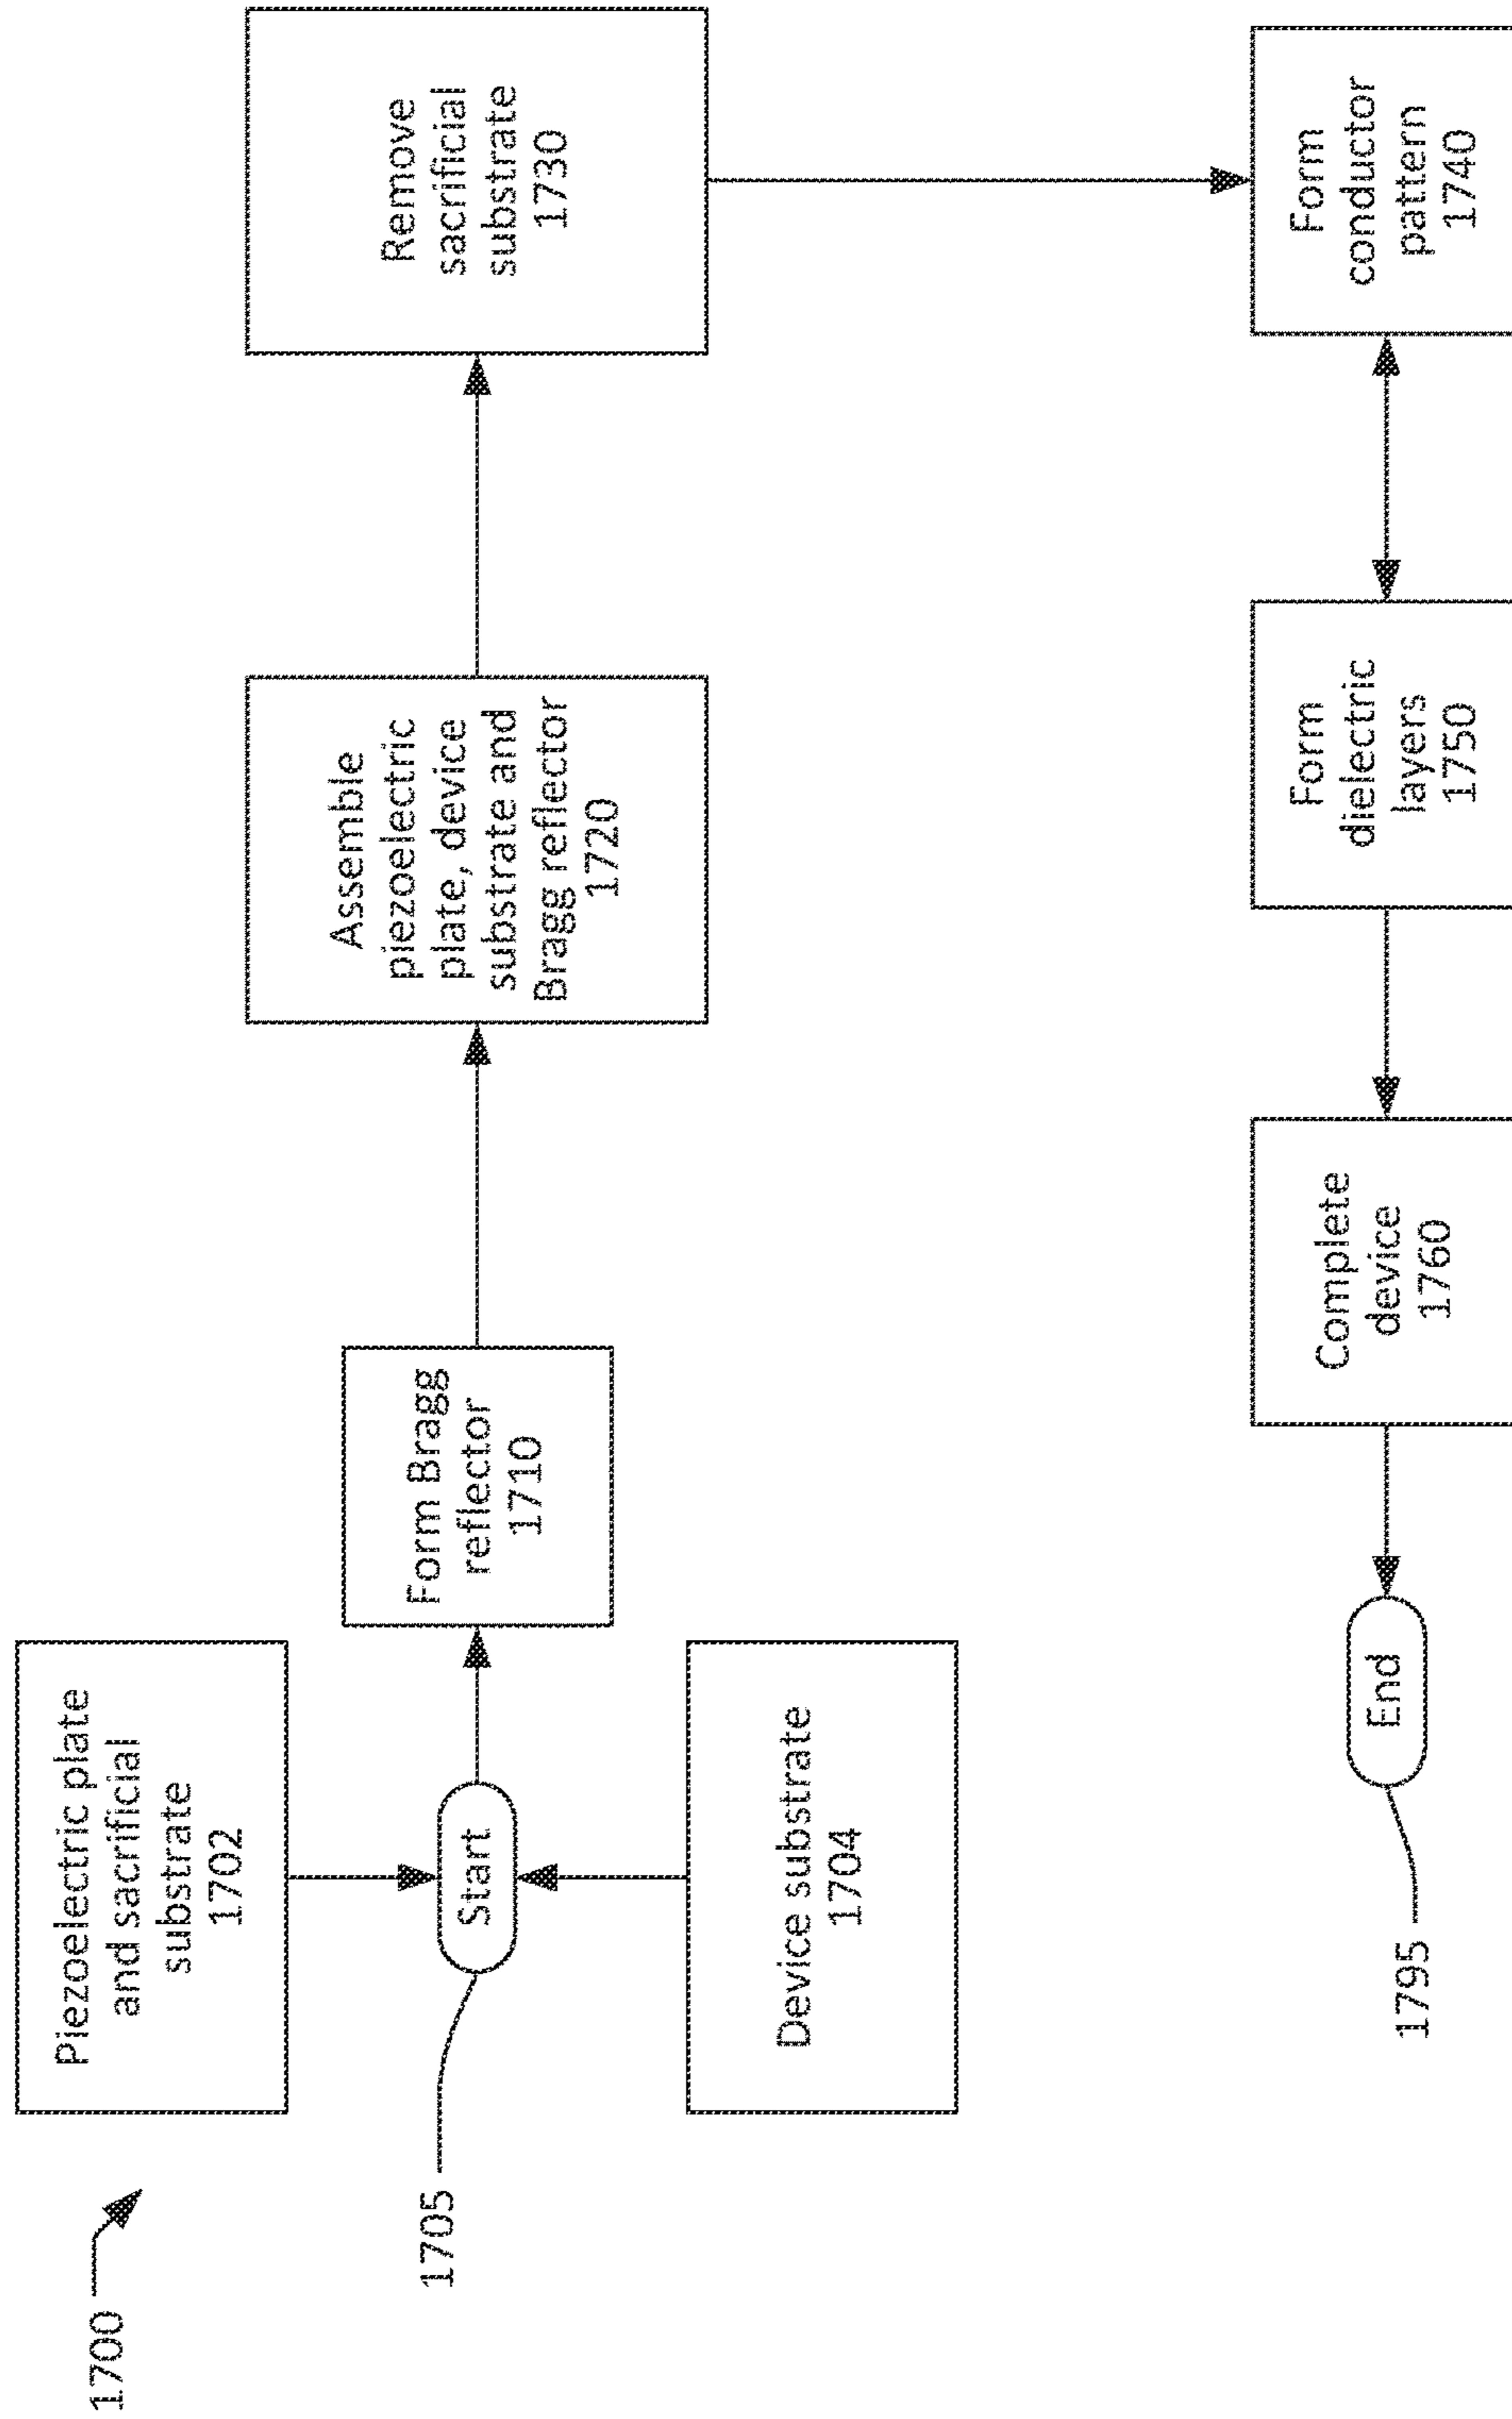 1700
Piezoelectric plate
and sacrificial
substrate
1702
1705
Start
Device substrate
1704
Form Bragg
reflector
1710
Assemble
piezoelectric
plate, device
substrate and
Bragg reflector
1720
Remove
sacrificial
substrate
1730
Form
conductor
pattern
1740
Form
dielectric
layers
1750
Complete
device
1760
End
1795